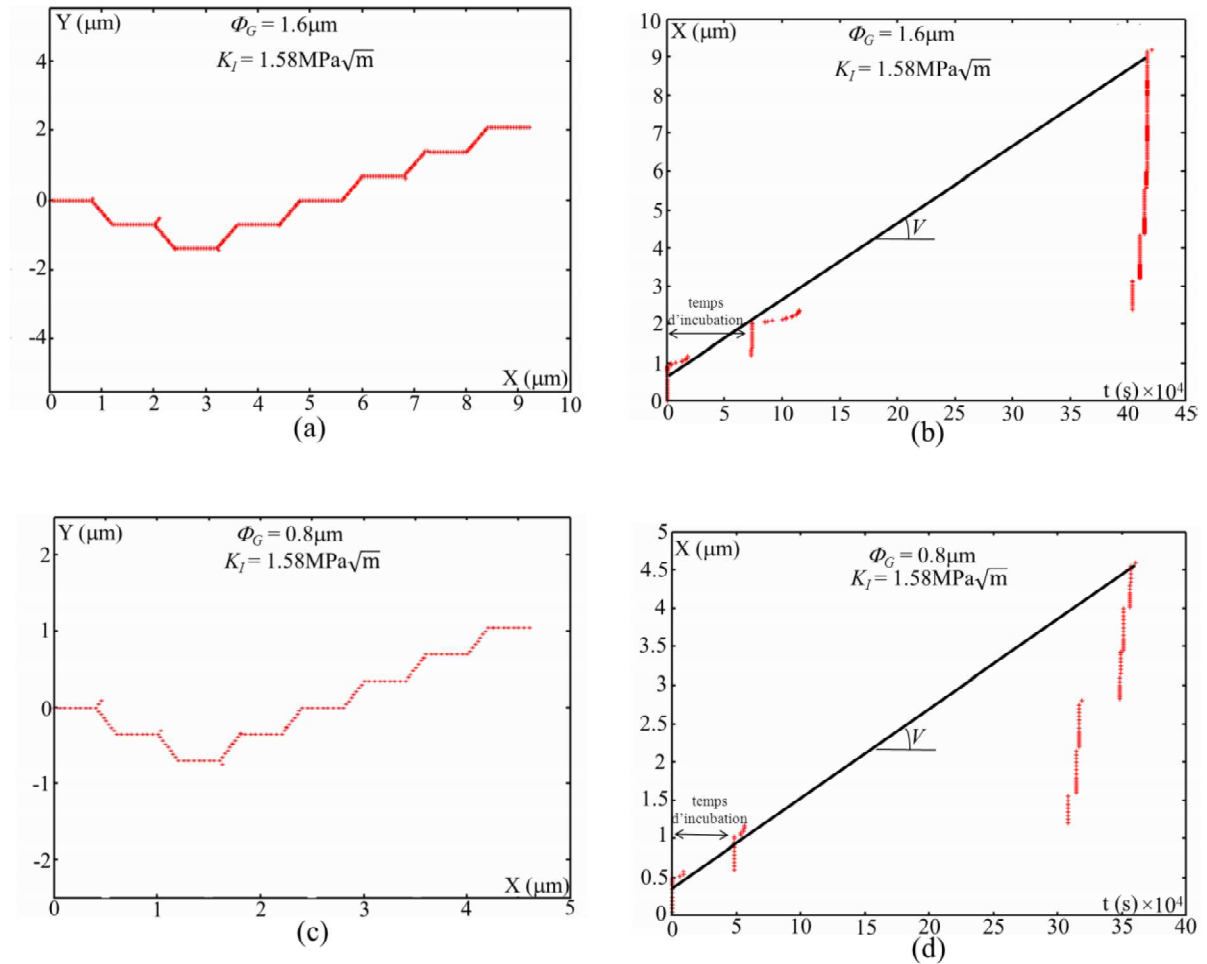 Y (μm)
Φ_G = 1.6μm
K_I = 1.58MPa√m
4
2
0
-2
-4
X (μm)
0 1 2 3 4 5 6 7 8 9 10
(a)
10
X (μm)
Φ_G = 1.6μm
K_I = 1.58MPa√m
9
8
7
6
5
4
3
2
1
0
V
temps
d'incubation
t (s) ×10⁴
0 5 10 15 20 25 30 35 40 45
(b)
Y (μm)
Φ_G = 0.8μm
K_I = 1.58MPa√m
2
1
0
-1
-2
X (μm)
0 1 2 3 4 5
(c)
5
X (μm)
Φ_G = 0.8μm
K_I = 1.58MPa√m
4.5
4
3.5
3
2.5
2
1.5
1
0.5
0
V
temps
d'incubation
t (s) ×10⁴
0 5 10 15 20 25 30 35 40
(d)